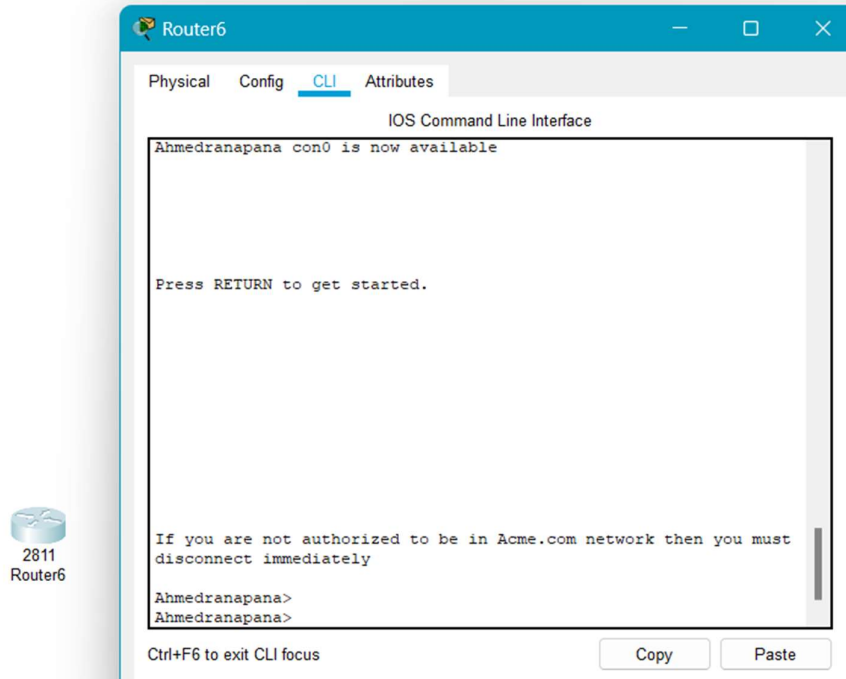 Router6
Physical Config CLI Attributes
IOS Command Line Interface
Ahmedranapana con0 is now available
Press RETURN to get started.
If you are not authorized to be in Acme.com network then you must
disconnect immediately
Ahmedranapana>
Ahmedranapana>
Ctrl+F6 to exit CLI focus
Copy Paste
2811
Router6